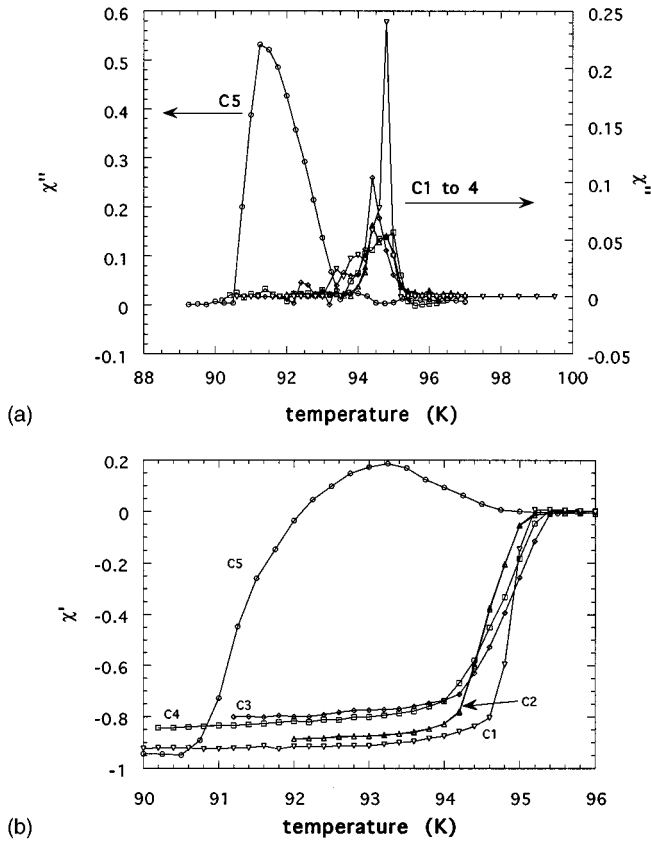 0.6 0.25
0.5 0.2
C5
0.4 0.15
0.3
χ" C1 to 4 χ"
0.2 0.1
0.1 0.05
0 0
-0.1 -0.05
88 90 92 94 96 98 100
(a) temperature (K)
0.2
0
C5
-0.2
χ' -0.4
-0.6
C4 C3 C2
-0.8
C1
-1
90 91 92 93 94 95 96
(b) temperature (K)